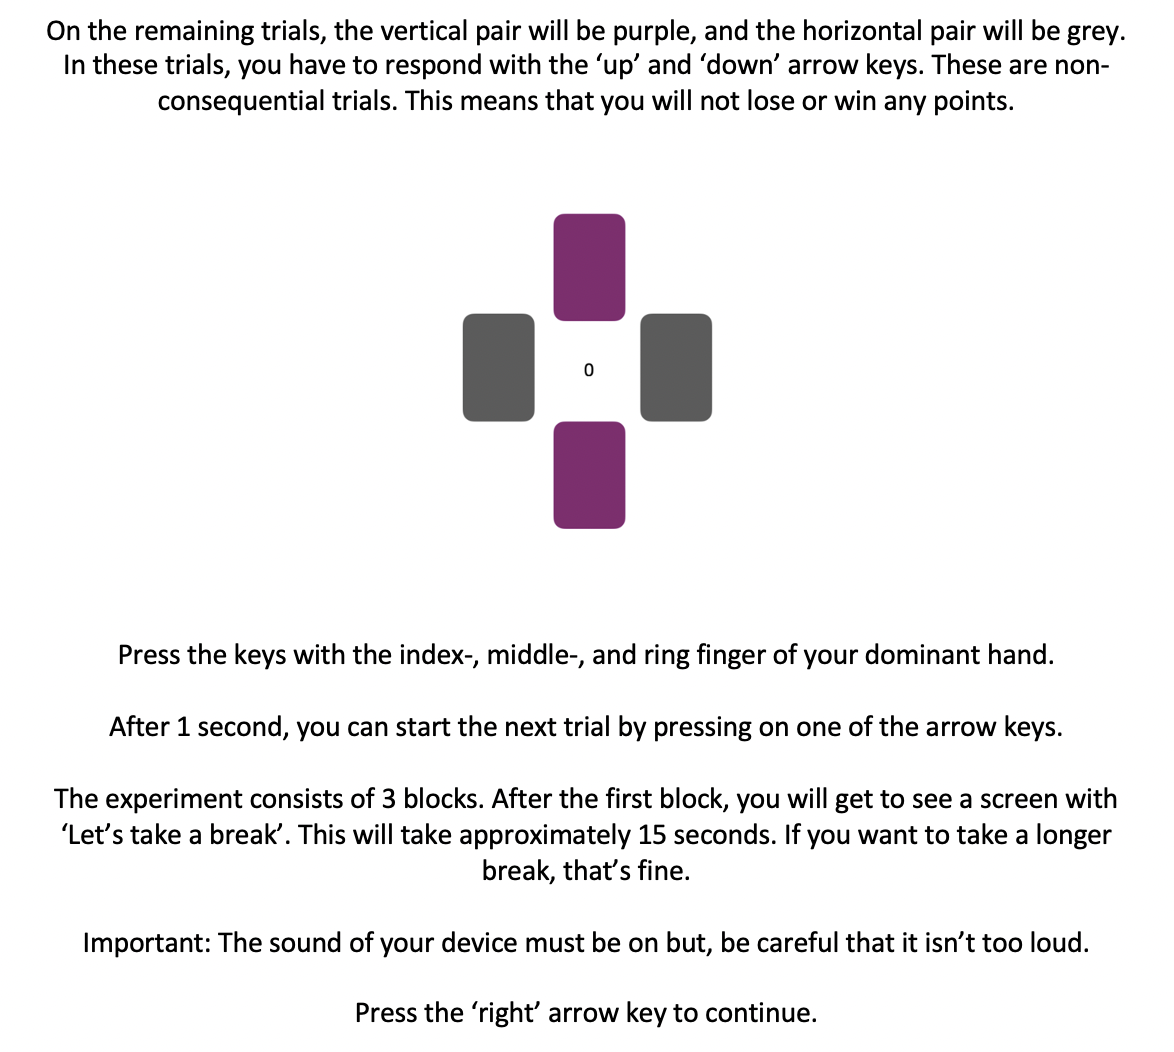 On the remaining trials, the vertical pair will be purple, and the horizontal pair will be grey.
In these trials, you have to respond with the ‘up’ and ‘down’ arrow keys. These are non-
consequential trials. This means that you will not lose or win any points.
0
Press the keys with the index-, middle-, and ring finger of your dominant hand.
After 1 second, you can start the next trial by pressing on one of the arrow keys.
The experiment consists of 3 blocks. After the first block, you will get to see a screen with
‘Let’s take a break’. This will take approximately 15 seconds. If you want to take a longer
break, that’s fine.
Important: The sound of your device must be on but, be careful that it isn’t too loud.
Press the ‘right’ arrow key to continue.